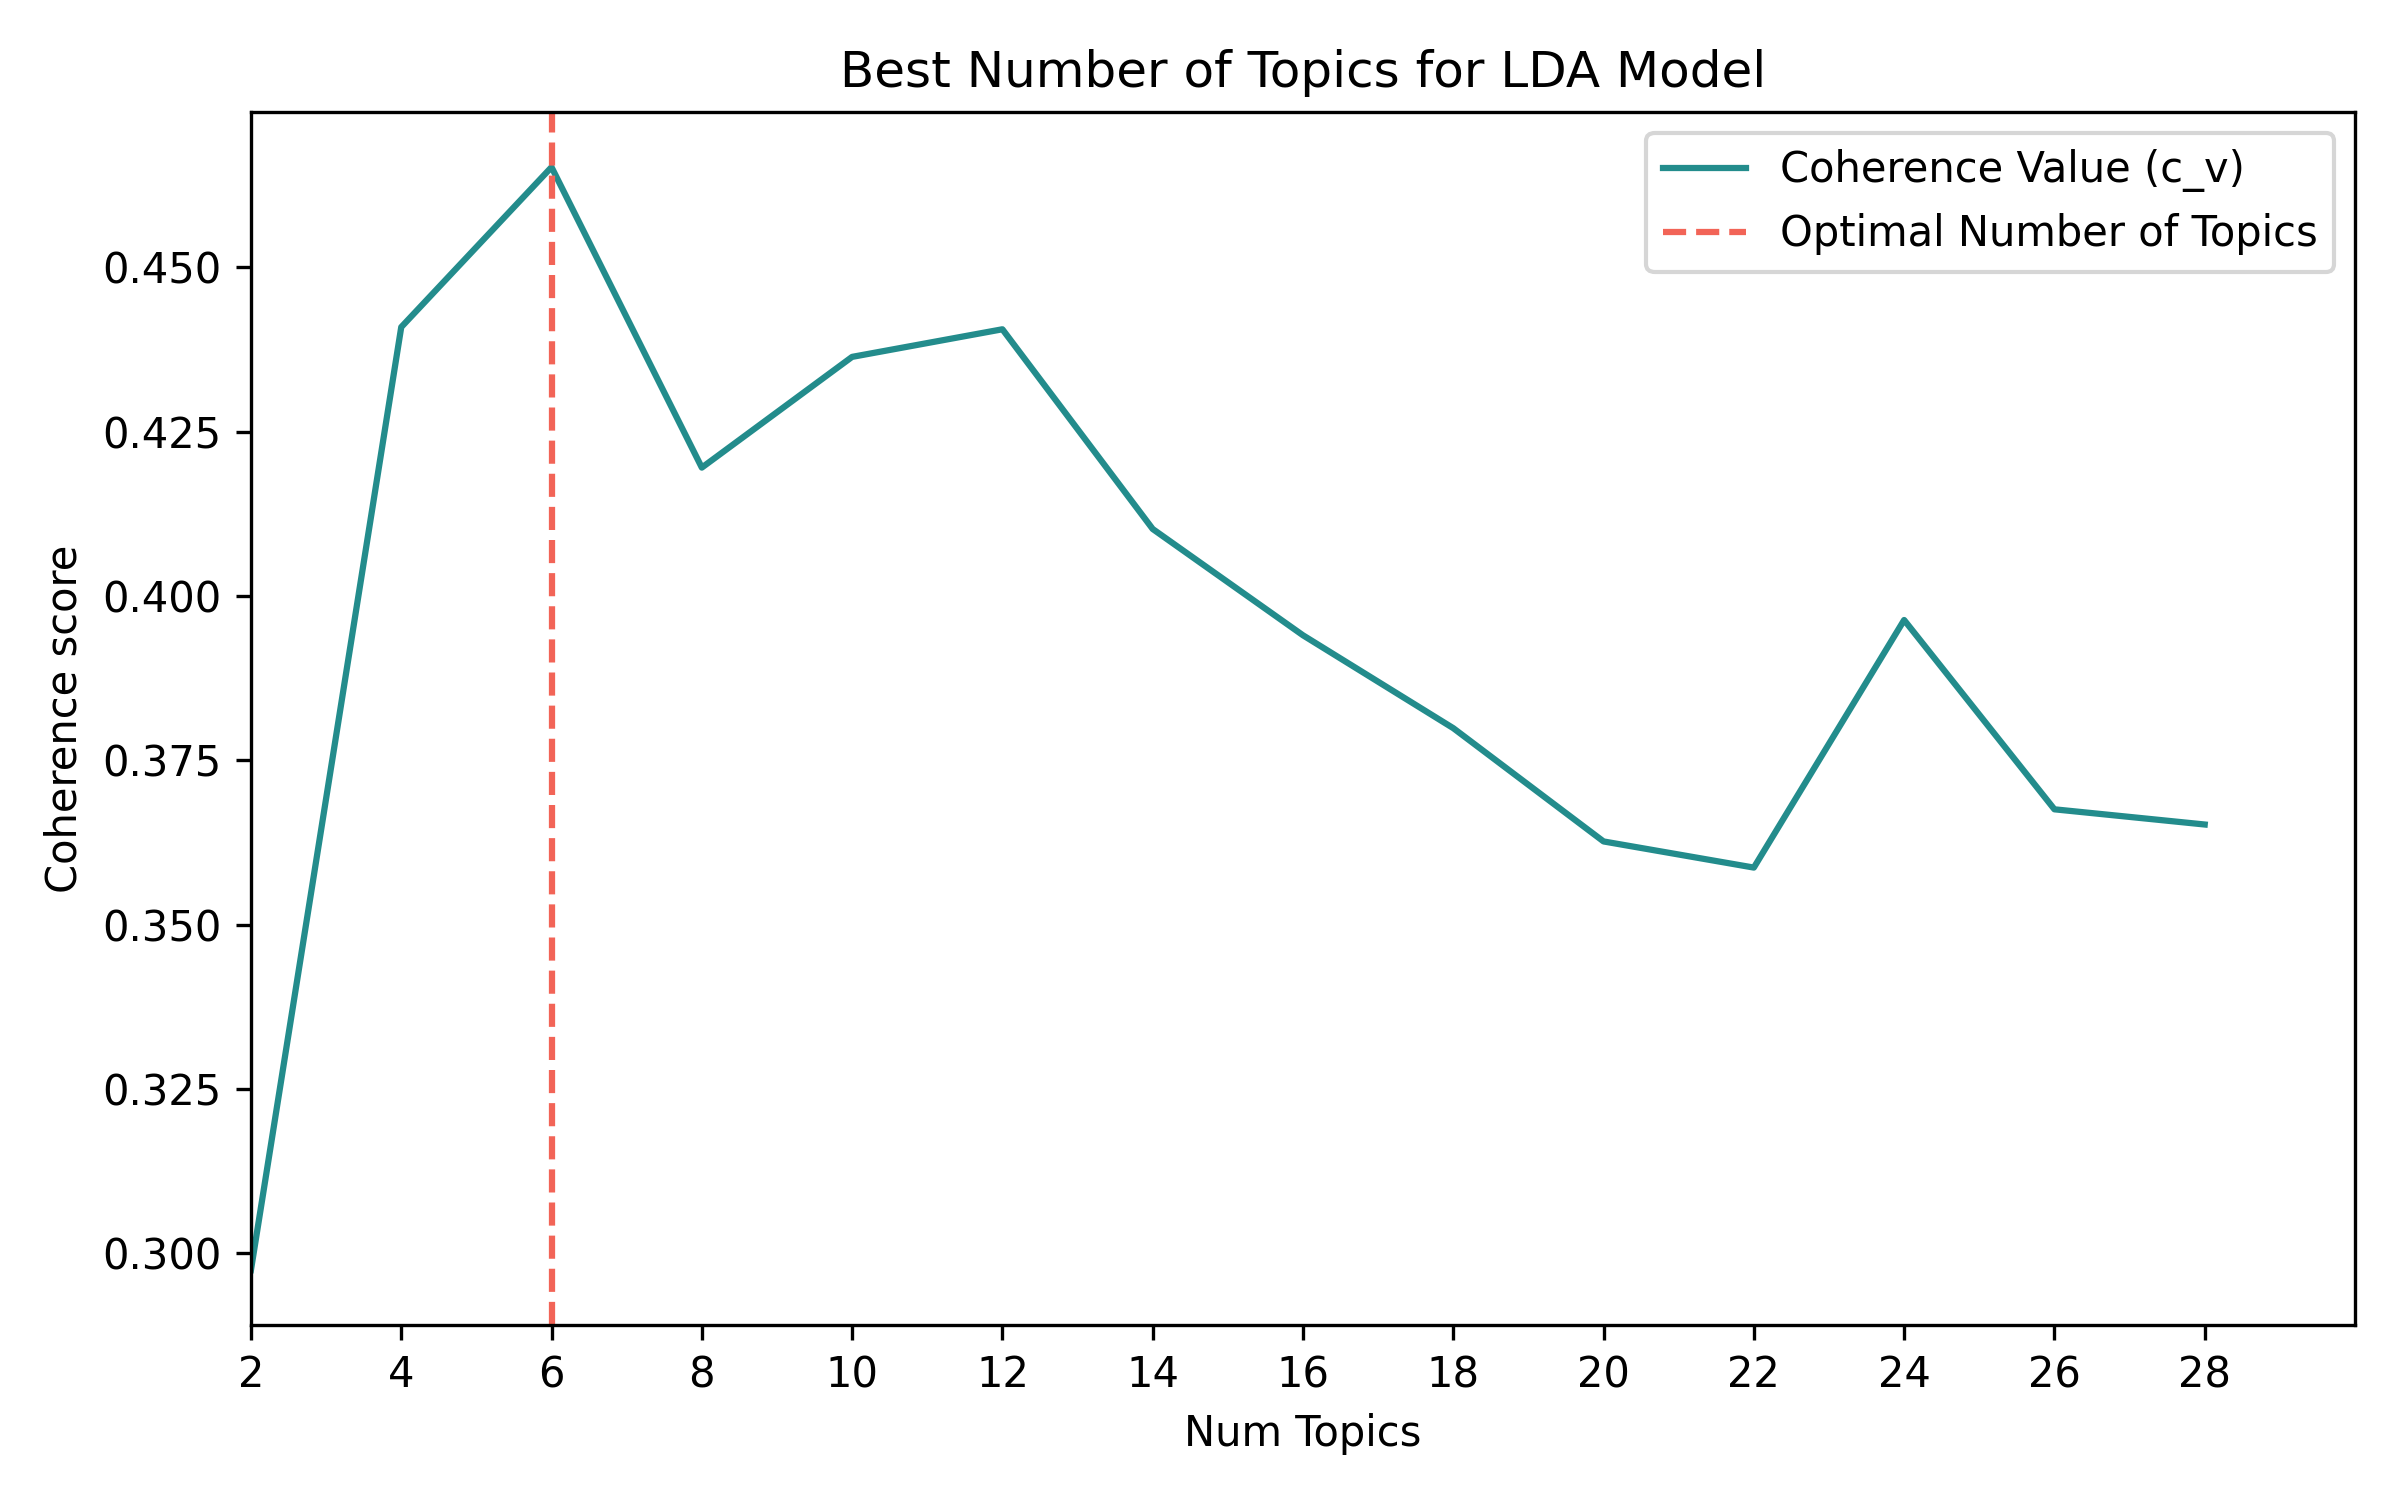 Best Number of Topics for LDA Model
Coherence Value (c_v)
Optimal Number of Topics
Coherence score
0.450
0.425
0.400
0.375
0.350
0.325
0.300
2 4 6 8 10 12 14 16 18 20 22 24 26 28
Num Topics